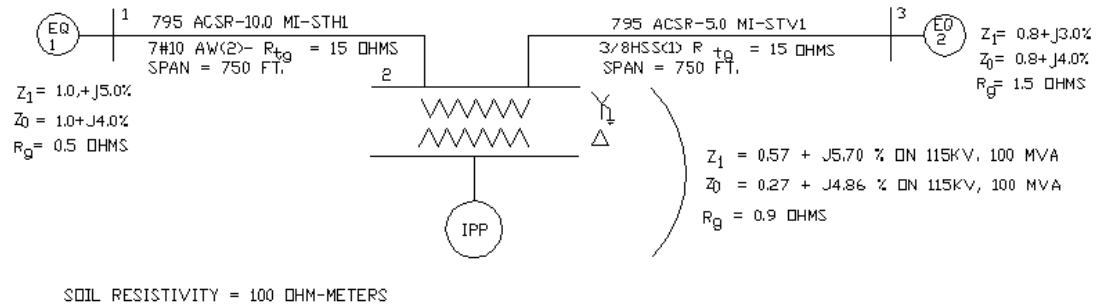 EQ
1
1
795 ACSR-10.0 MI-STH1
7#10 AW(2)- Rtg = 15 OHMS
SPAN = 750 FT.
2
795 ACSR-5.0 MI-STV1
3/8HSS(1) R tg = 15 OHMS
SPAN = 750 FT.
3
EQ
2
Z1= 0.8+J3.0%
Z0= 0.8+J4.0%
Rg= 1.5 OHMS
Z1= 1.0,+J5.0%
Z0= 1.0+J4.0%
Rg= 0.5 OHMS
Y
Δ
Z1 = 0.57 + J5.70 % ON 115KV, 100 MVA
Z0 = 0.27 + J4.86 % ON 115KV, 100 MVA
Rg = 0.9 OHMS
IPP
SOIL RESISTIVITY = 100 OHM-METERS